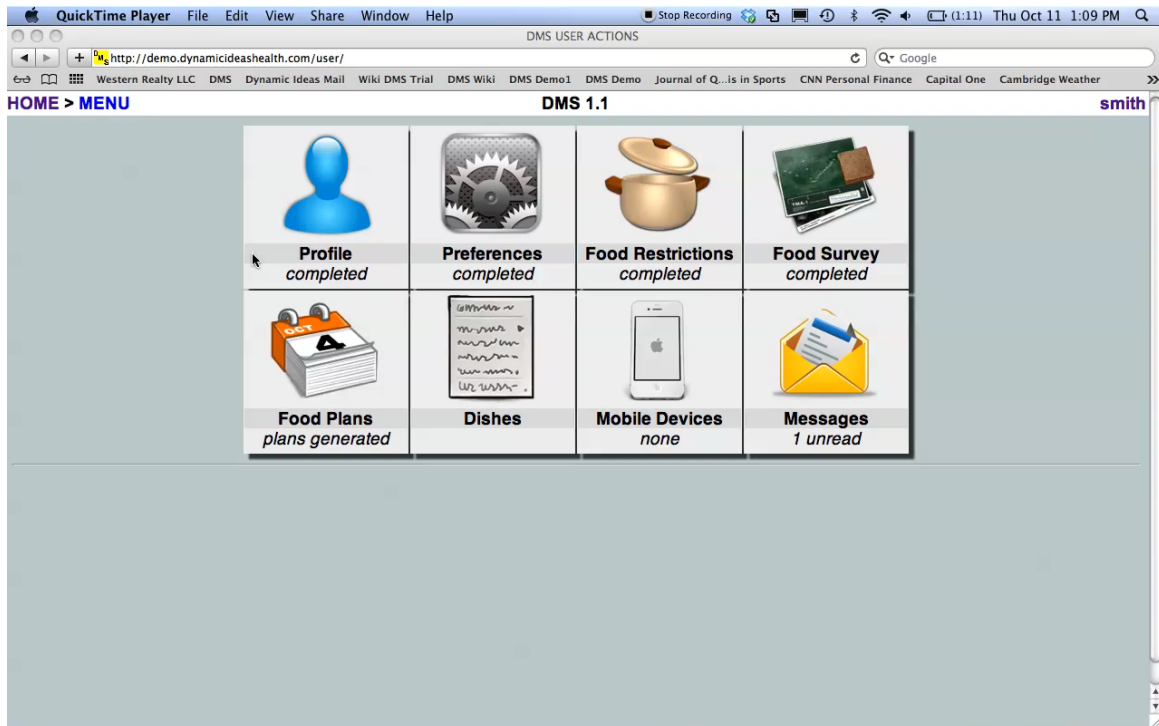 QuickTime Player File Edit View Share Window Help Stop Recording (1:11) Thu Oct 11 1:09 PM
DMS USER ACTIONS
http://demo.dynamicideashealth.com/user/ Google
Western Realty LLC DMS Dynamic Ideas Mail Wiki DMS Trial DMS Wiki DMS Demo1 DMS Demo Journal of Q...is in Sports CNN Personal Finance Capital One Cambridge Weather
HOME > MENU DMS 1.1 smith
Profile Preferences Food Restrictions Food Survey
completed completed completed completed
OCT
4
Food Plans Dishes Mobile Devices Messages
plans generated none 1 unread